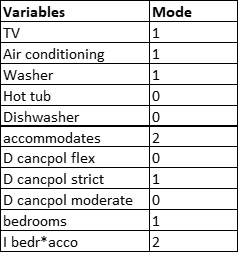 Variables Mode
TV 1
Air conditioning 1
Washer 1
Hot tub 0
Dishwasher 0
accommodates 2
D cancpol flex 0
D cancpol strict 1
D cancpol moderate 0
bedrooms 1
I bedr*acco 2